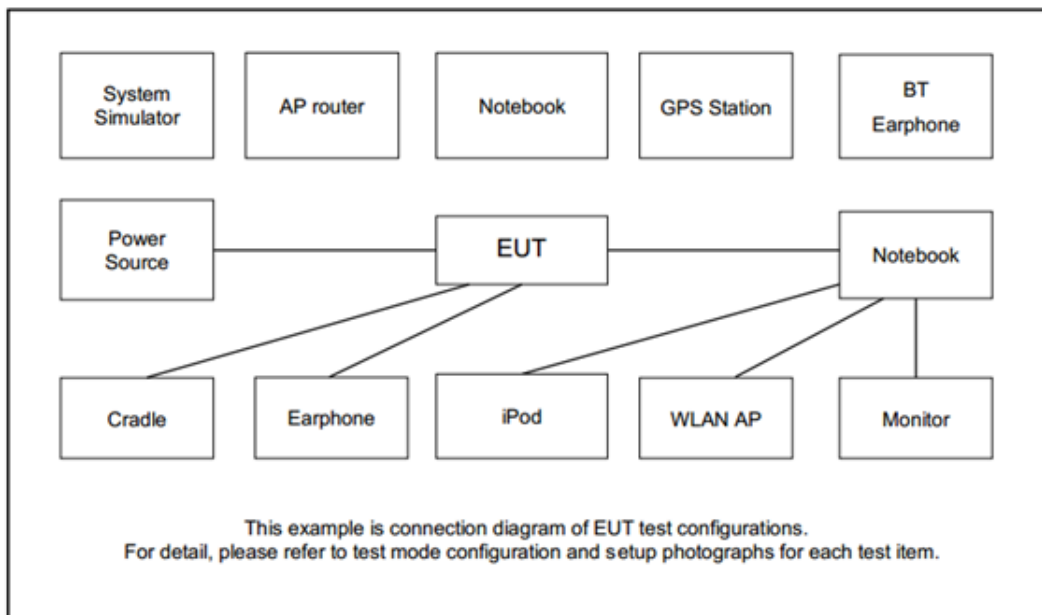 System
Simulator
AP router
Notebook
GPS Station
BT
Earphone
Power
Source
EUT
Notebook
Cradle
Earphone
iPod
WLAN AP
Monitor
This example is connection diagram of EUT test configurations.
For detail, please refer to test mode configuration and setup photographs for each test item.